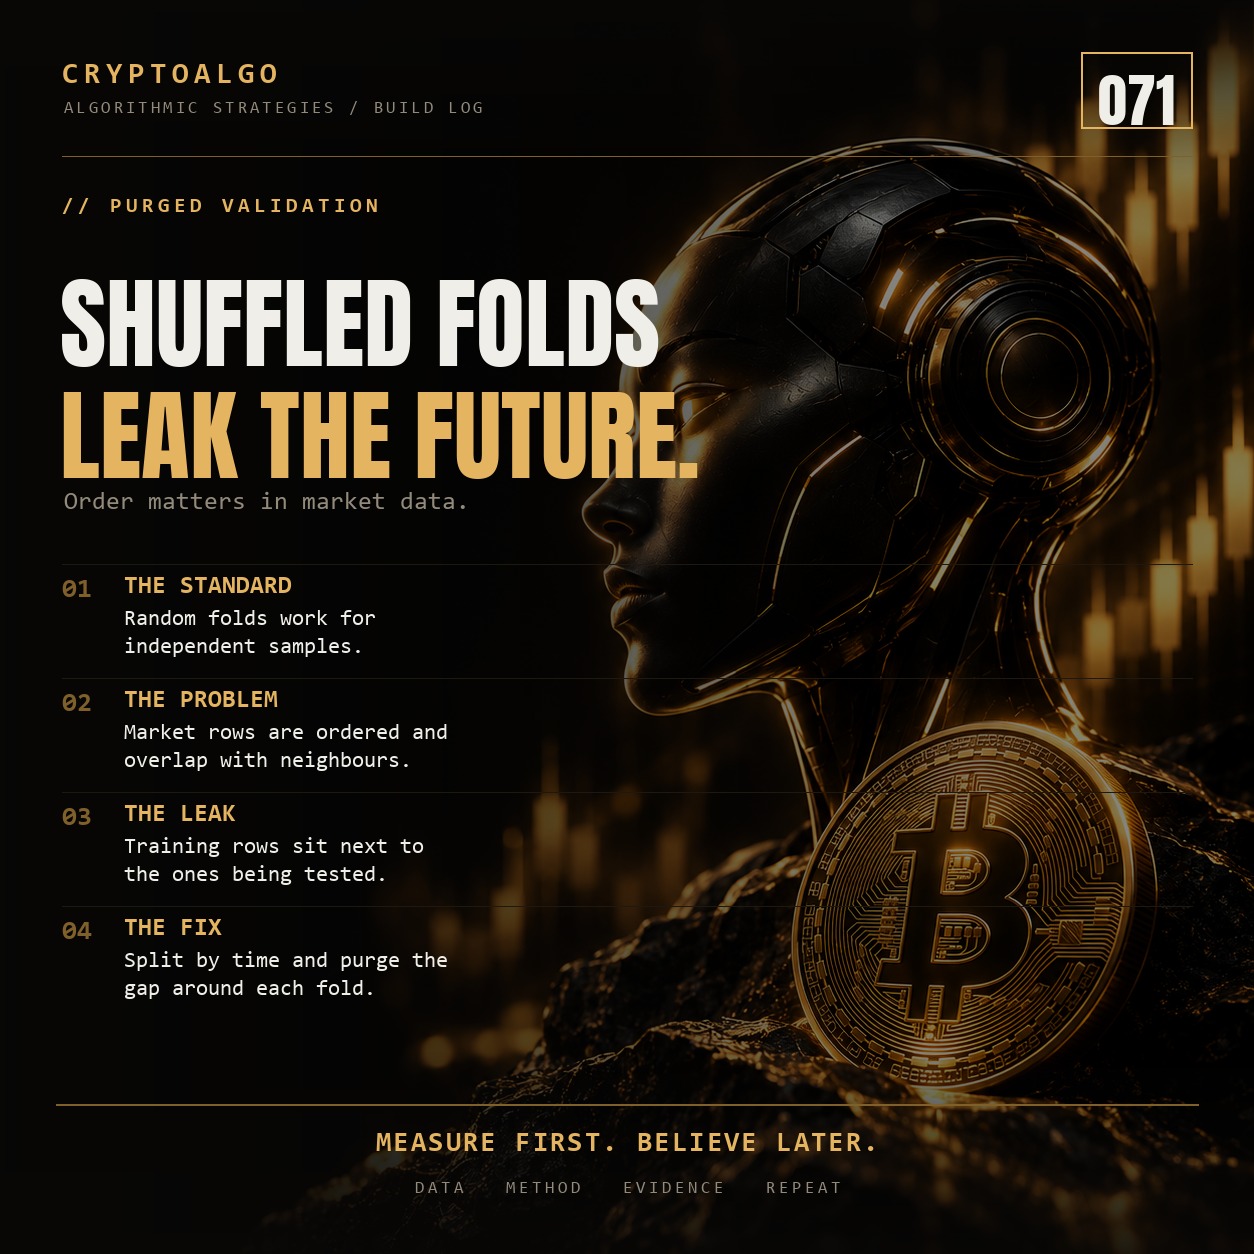 CRYPTOALGO
ALGORITHMIC STRATEGIES / BUILD LOG
071
// PURGED VALIDATION
SHUFFLED FOLDS
LEAK THE FUTURE.
Order matters in market data.
01 THE STANDARD
Random folds work for
independent samples.
02 THE PROBLEM
Market rows are ordered and
overlap with neighbours.
03 THE LEAK
Training rows sit next to
the ones being tested.
04 THE FIX
Split by time and purge the
gap around each fold.
MEASURE FIRST. BELIEVE LATER.
DATA METHOD EVIDENCE REPEAT